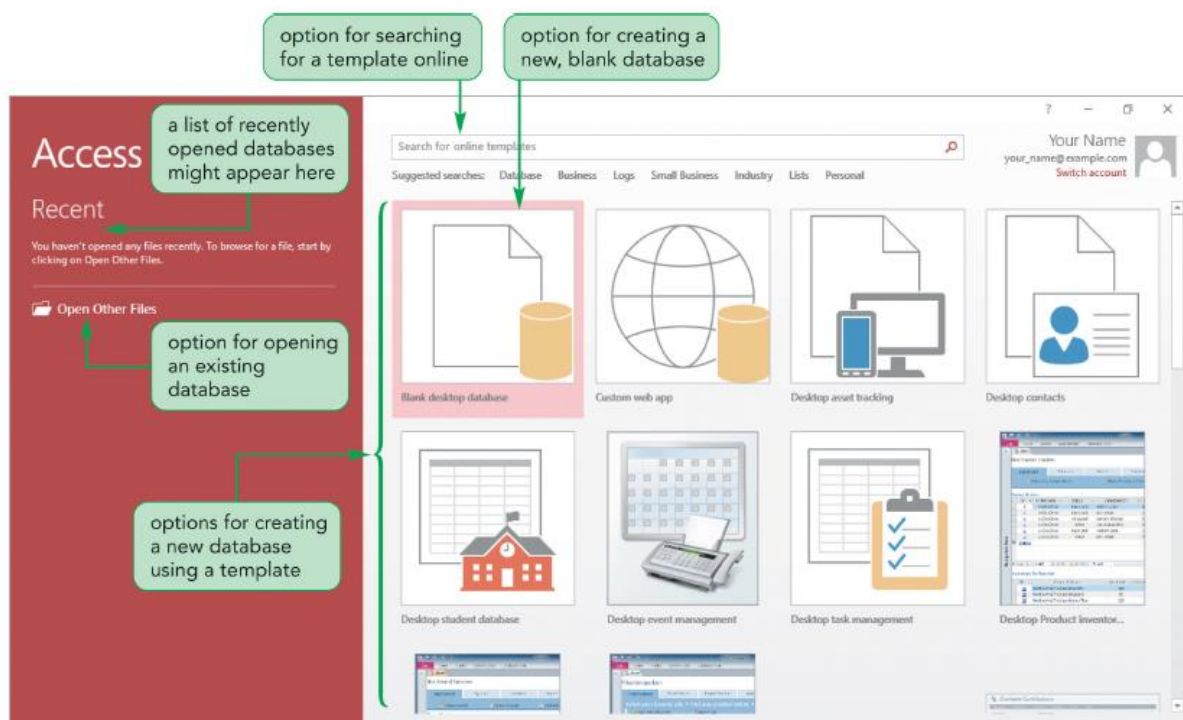 option for searching
for a template online
option for creating a
new, blank database
Access
a list of recently
opened databases
might appear here
Recent
You haven't opened any files recently. To browse for a file, start by
clicking on Open Other Files.
Open Other Files
option for opening
an existing
database
options for creating
a new database
using a template
?
Search for online templates
Your Name
your_name@example.com
Switch account
Suggested searches: Database Business Logs Small Business Industry Lists Personal
Blank desktop database
Custom web app
Desktop asset tracking
Desktop contacts
Desktop student database
Desktop event management
Desktop task management
Desktop Product inventor...